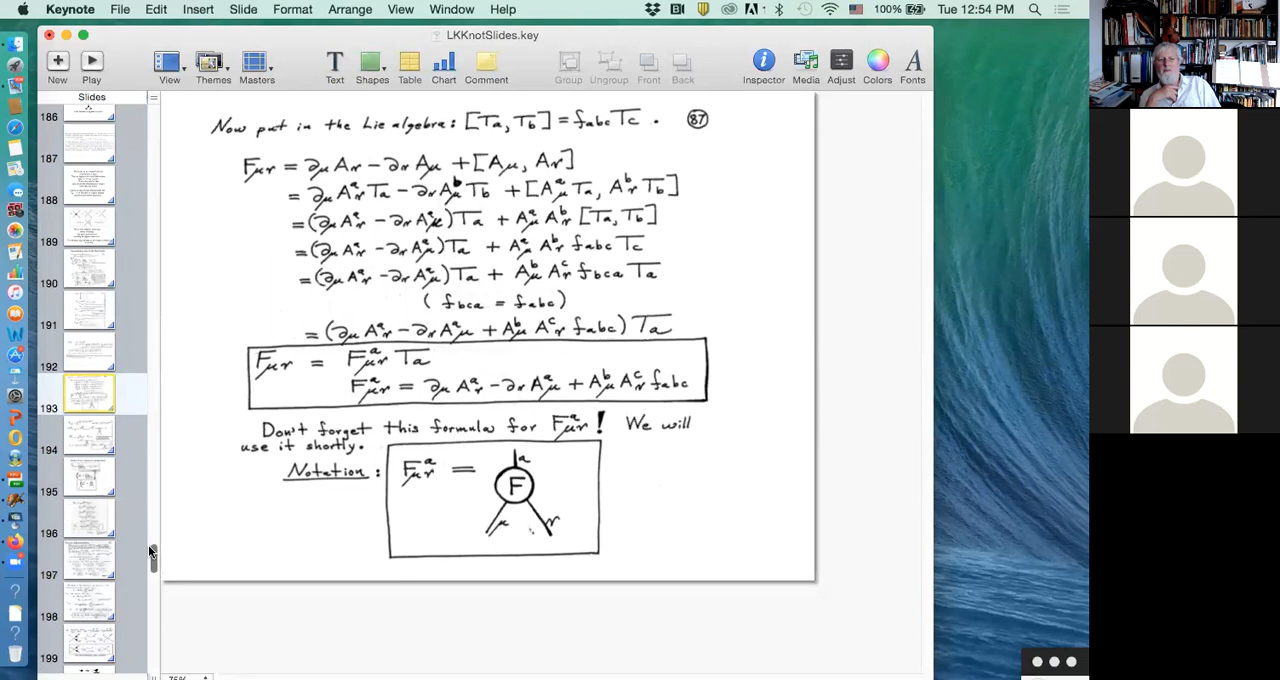 Keynote File Edit Insert Slide Format Arrange View Window Help
100% Tue 12:54 PM
LKKnotSlides.key
New Play View Themes Masters Text Shapes Table Chart Comment Group Ungroup Front Back Inspector Media Adjust Colors Fonts
Slides
186
187
188
189
190
191
192
193
194
195
196
197
198
199
Now put in the Lie algebra: [Ta, Tb] = fabc Tc . 87
Fμν = ∂μ Aν − ∂ν Aμ + [Aμ, Aν]
= ∂μ Aᵃν Ta − ∂ν Aᵇμ Tb + [Aᵃμ Ta, Aᵇν Tb]
= (∂μ Aᵃν − ∂ν Aᵃμ) Ta + Aᵃμ Aᵇν [Ta, Tb]
= (∂μ Aᵃν − ∂ν Aᵃμ) Ta + Aᵃμ Aᵇν fabc Tc
= (∂μ Aᵃν − ∂ν Aᵃμ) Ta + Aᵇμ Aᶜν fbca Ta
( fbca = fabc )
= (∂μ Aᵃν − ∂ν Aᵃμ + Aᵇμ Aᶜν fabc) Ta
Fμν = Fᵃμν Ta
Fᵃμν = ∂μ Aᵃν − ∂ν Aᵃμ + Aᵇμ Aᶜν fabc
Don't forget this formula for Fᵃμν! We will
use it shortly.
Notation : Fᵃμν = a
F
μ ν
75%